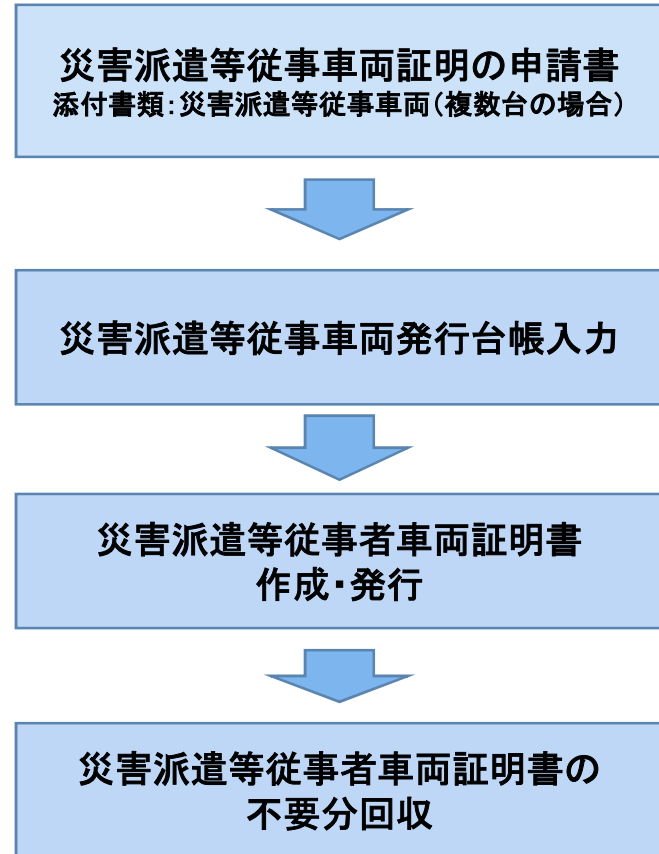 災害派遣等従事車両証明の申請書
添付書類:災害派遣等従事車両(複数台の場合)
災害派遣等従事車両発行台帳入力
災害派遣等従事者車両証明書
作成・発行
災害派遣等従事者車両証明書の
不要分回収